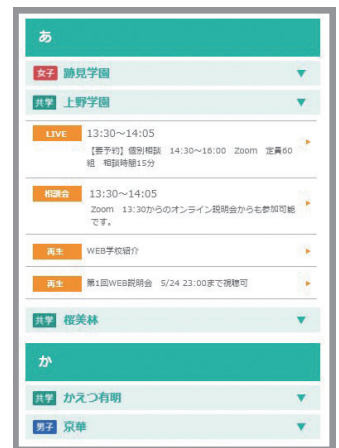 あ
女子 跡見学園 ▼
共学 上野学園 ▼
LIVE 13:30～14:05
【要予約】個別相談 14:30～16:00 Zoom 定員60
組 相談時間15分
相談会 13:30～14:05
Zoom 13:30からのオンライン説明会からも参加可能
です。
再生 WEB学校紹介
再生 第1回WEB説明会 5/24 23:00まで視聴可
共学 桜美林 ▼
か
共学 かえつ有明 ▼
男子 京華 ▼